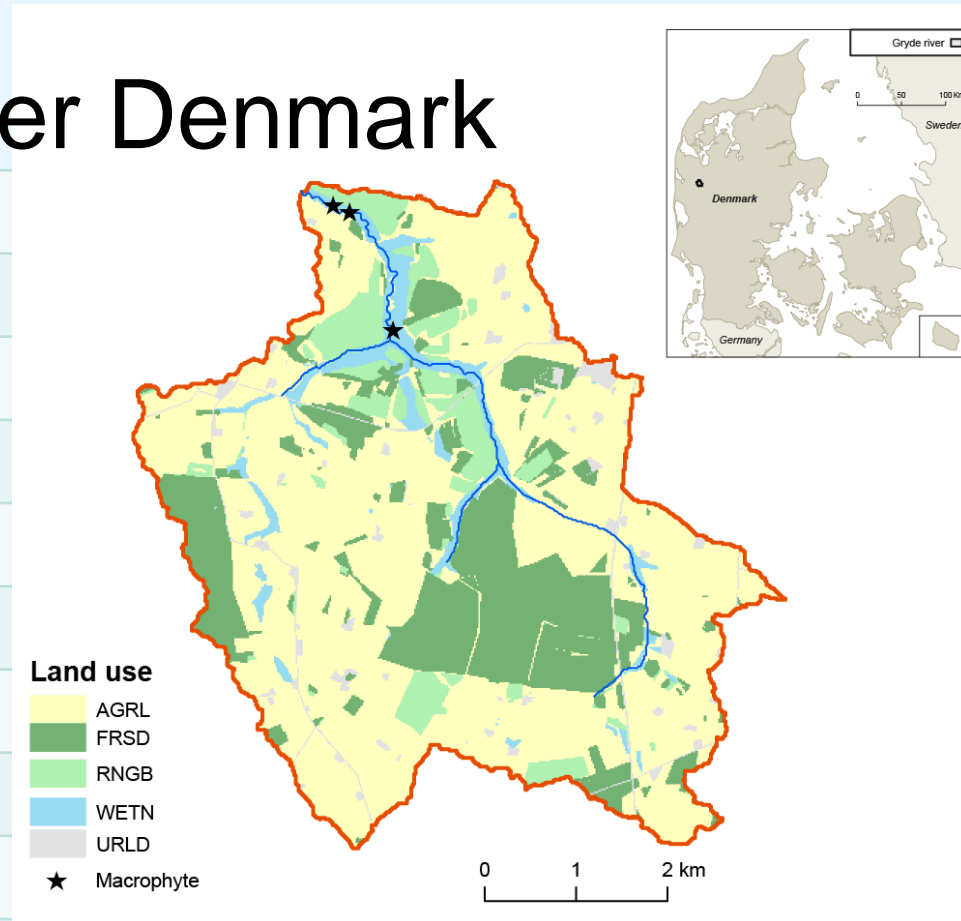 er Denmark
Gryde river
0 50 100 Km
Sweden
Denmark
Germany
Land use
AGRL
FRSD
RNGB
WETN
URLD
Macrophyte
0 1 2 km